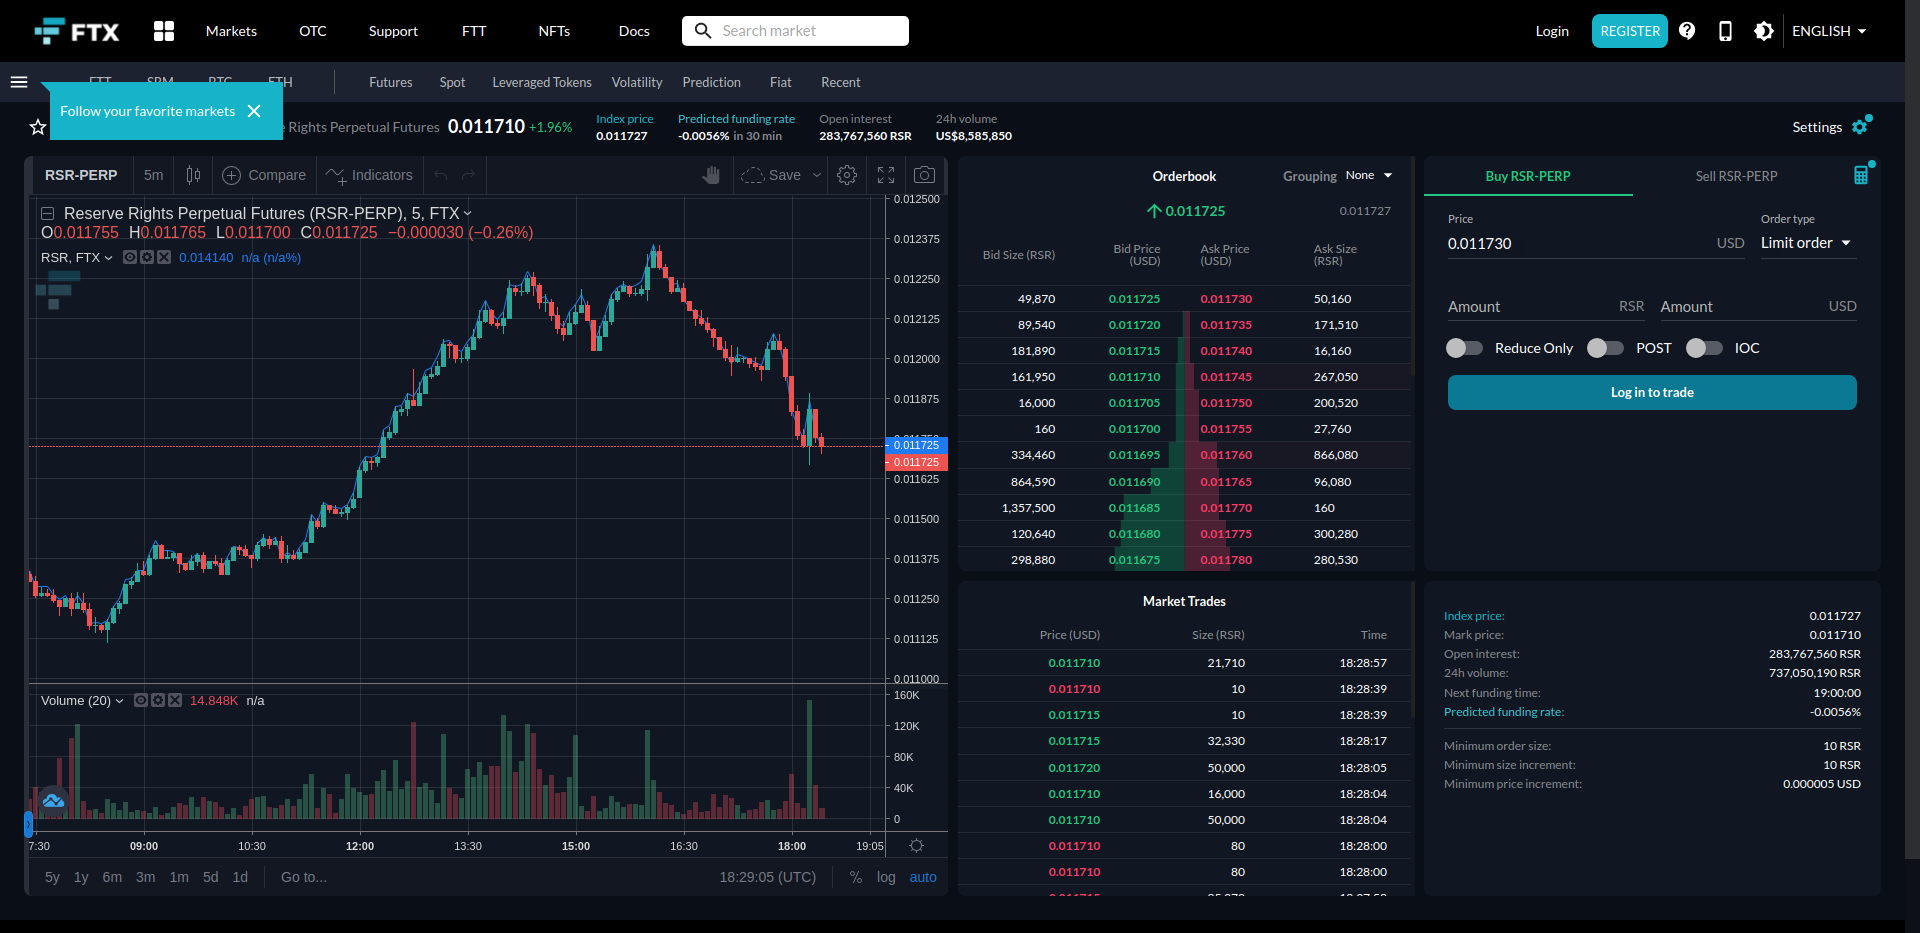 FTX
Markets
OTC
Support
FTT
NFTs
Docs
Search market
Login
REGISTER
ENGLISH
Futures
Spot
Leveraged Tokens
Volatility
Prediction
Fiat
Recent
Follow your favorite markets
Rights Perpetual Futures
0.011710 +1.96%
Index price
0.011727
Predicted funding rate
-0.0056% in 30 min
Open interest
283,767,560 RSR
24h volume
US$8,585,850
Settings
RSR-PERP 5m Compare Indicators Save
Reserve Rights Perpetual Futures (RSR-PERP), 5, FTX
O0.011755 H0.011765 L0.011700 C0.011725 −0.000030 (−0.26%)
RSR, FTX 0.014140 n/a (n/a%)
0.012500
0.012375
0.012250
0.012125
0.012000
0.011875
0.011725
0.011725
0.011625
0.011500
0.011375
0.011250
0.011125
0.011000
Volume (20) 14.848K n/a
160K
120K
80K
40K
0
7:30 09:00 10:30 12:00 13:30 15:00 16:30 18:00 19:05
5y 1y 6m 3m 1m 5d 1d Go to... 18:29:05 (UTC) % log auto
Orderbook
Grouping None
0.011725 0.011727
Bid Size (RSR) Bid Price (USD) Ask Price (USD) Ask Size (RSR)
49,870 0.011725 0.011730 50,160
89,540 0.011720 0.011735 171,510
181,890 0.011715 0.011740 16,160
161,950 0.011710 0.011745 267,050
16,000 0.011705 0.011750 200,520
160 0.011700 0.011755 27,760
334,460 0.011695 0.011760 866,080
864,590 0.011690 0.011765 96,080
1,357,500 0.011685 0.011770 160
120,640 0.011680 0.011775 300,280
298,880 0.011675 0.011780 280,530
Market Trades
Price (USD) Size (RSR) Time
0.011710 21,710 18:28:57
0.011710 10 18:28:39
0.011715 10 18:28:39
0.011715 32,330 18:28:17
0.011720 50,000 18:28:05
0.011710 16,000 18:28:04
0.011710 50,000 18:28:04
0.011710 80 18:28:00
0.011710 80 18:28:00
Buy RSR-PERP
Sell RSR-PERP
Price
0.011730 USD
Order type
Limit order
Amount RSR
Amount USD
Reduce Only
POST
IOC
Log in to trade
Index price: 0.011727
Mark price: 0.011710
Open interest: 283,767,560 RSR
24h volume: 737,050,190 RSR
Next funding time: 19:00:00
Predicted funding rate: -0.0056%
Minimum order size: 10 RSR
Minimum size increment: 10 RSR
Minimum price increment: 0.000005 USD